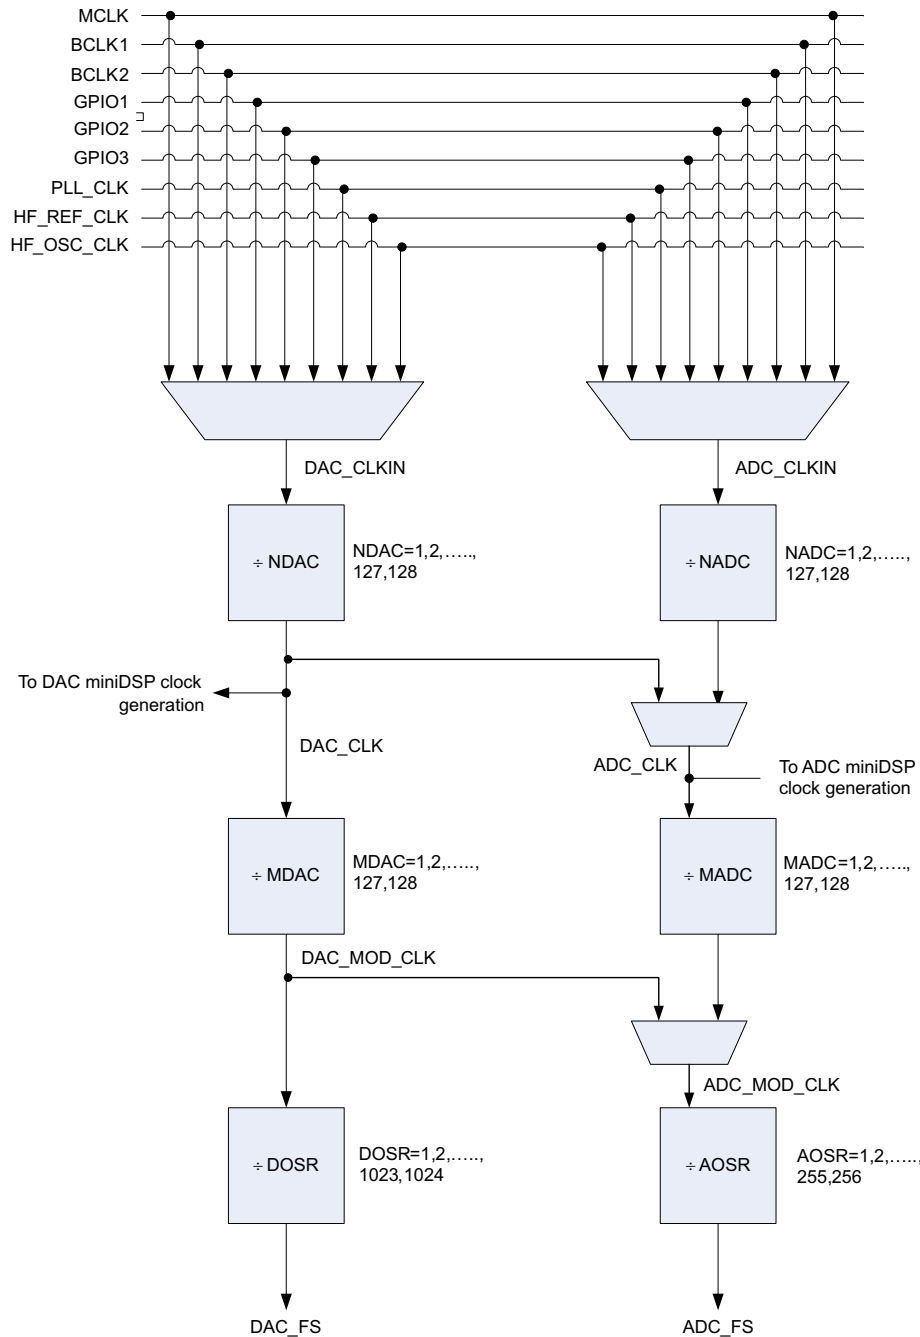 MCLK
BCLK1
BCLK2
GPIO1
GPIO2
GPIO3
PLL_CLK
HF_REF_CLK
HF_OSC_CLK
DAC_CLKIN
ADC_CLKIN
÷ NDAC
NDAC=1,2,.....,
127,128
÷ NADC
NADC=1,2,.....,
127,128
To DAC miniDSP clock
generation
DAC_CLK
ADC_CLK
To ADC miniDSP
clock generation
÷ MDAC
MDAC=1,2,.....,
127,128
÷ MADC
MADC=1,2,.....,
127,128
DAC_MOD_CLK
ADC_MOD_CLK
÷ DOSR
DOSR=1,2,.....,
1023,1024
÷ AOSR
AOSR=1,2,.....,
255,256
DAC_FS
ADC_FS